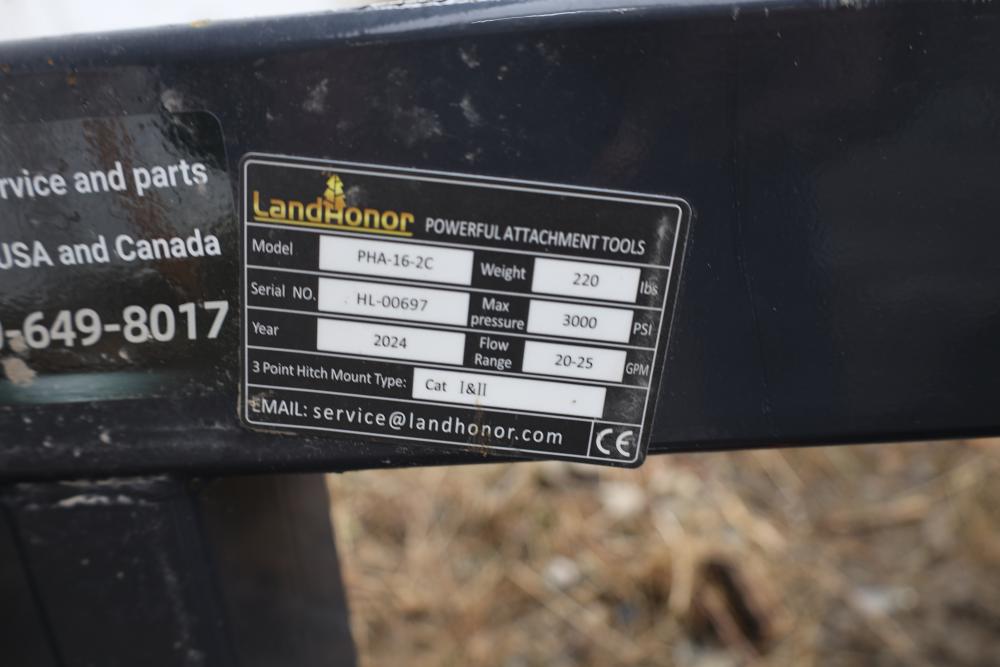 rvice and parts
USA and Canada
-649-8017
LandHonor POWERFUL ATTACHMENT TOOLS
Model PHA-16-2C Weight 220 lbs
Serial NO. HL-00697 Max pressure 3000 PSI
Year 2024 Flow Range 20-25 GPM
3 Point Hitch Mount Type: Cat I&II
EMAIL: service@landhonor.com CE